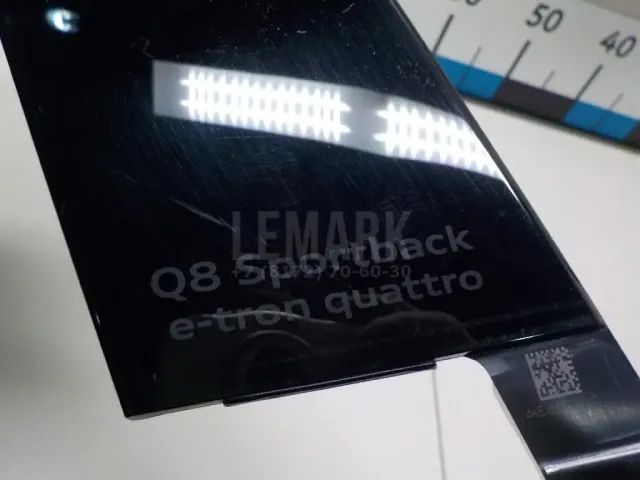 50
40
LEMARK
+7(8172) 70-60-30
Q8 Sportback
e-tron quattro